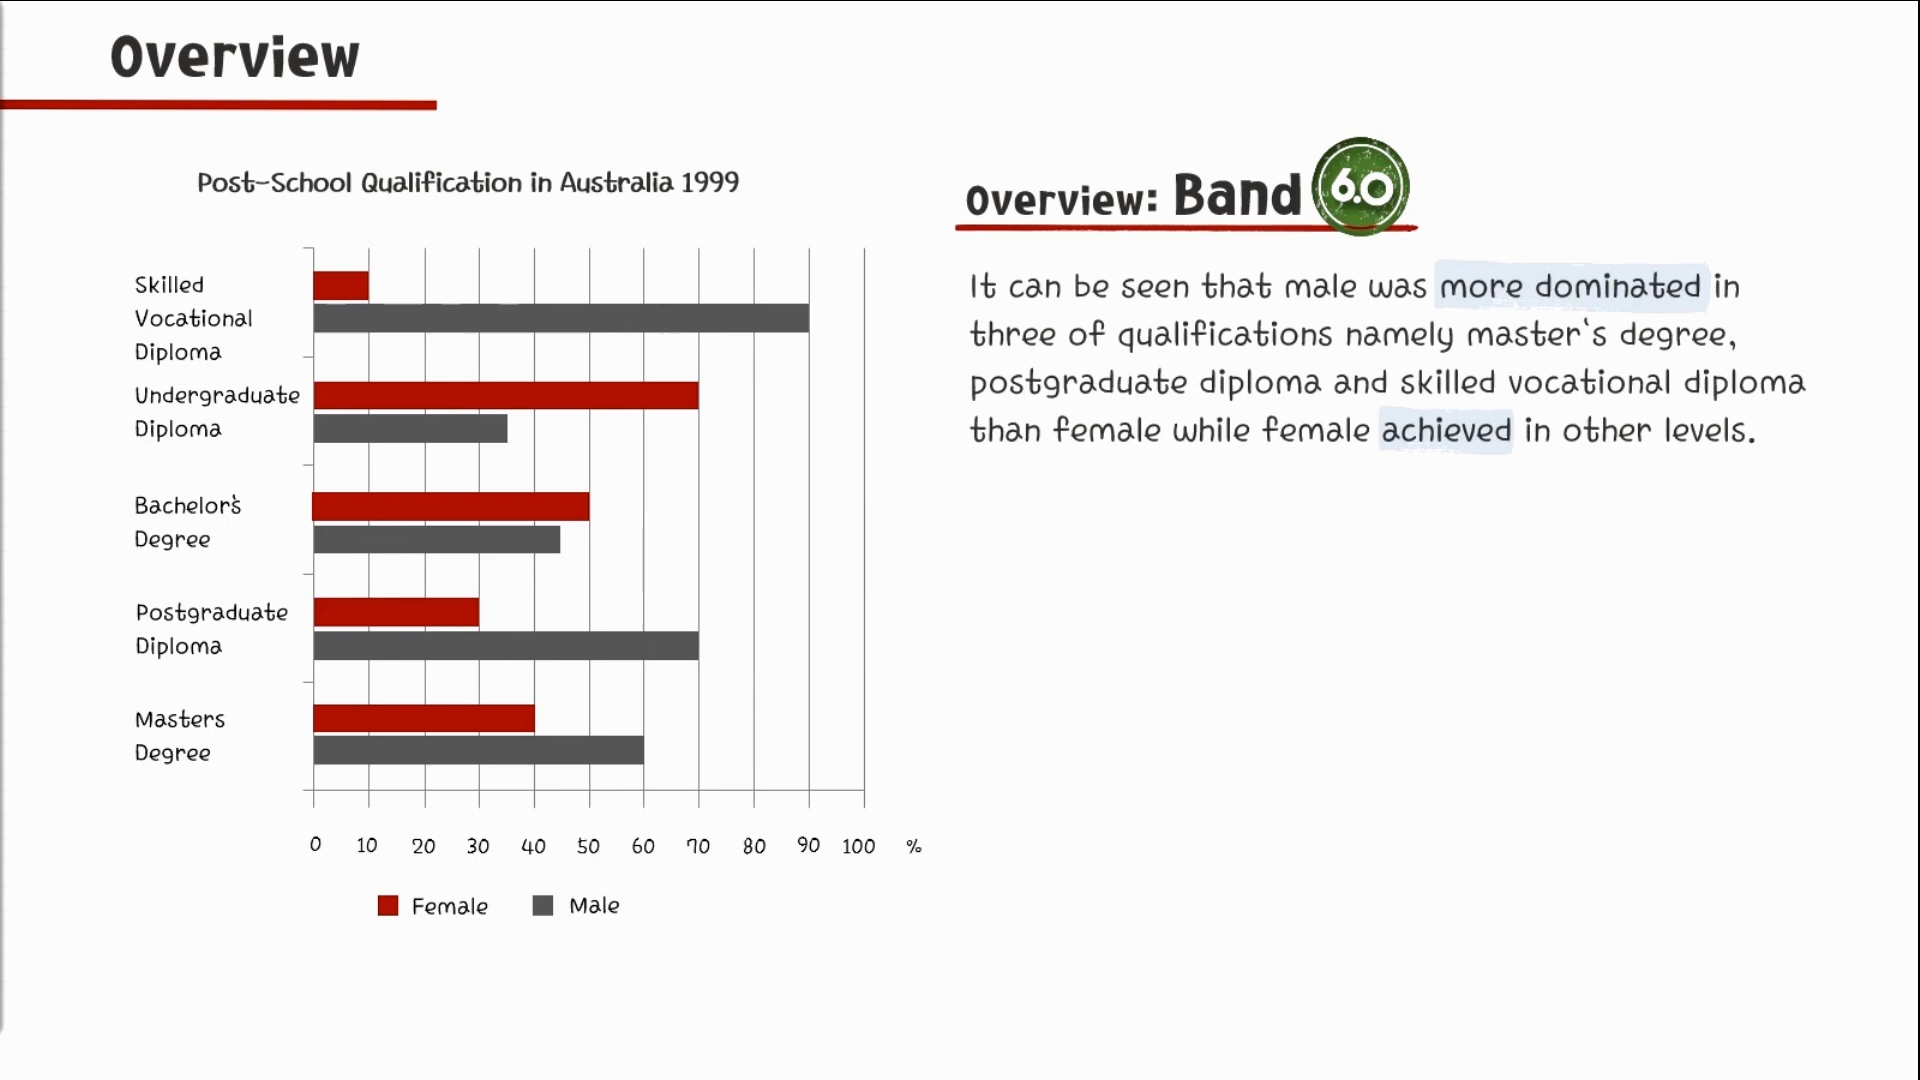 Overview
Post-School Qualification in Australia 1999
Skilled
Vocational
Diploma
Undergraduate
Diploma
Bachelor's
Degree
Postgraduate
Diploma
Masters
Degree
0 10 20 30 40 50 60 70 80 90 100 %
Female Male
Overview: Band 6.0
It can be seen that male was more dominated in
three of qualifications namely master's degree,
postgraduate diploma and skilled vocational diploma
than female while female achieved in other levels.